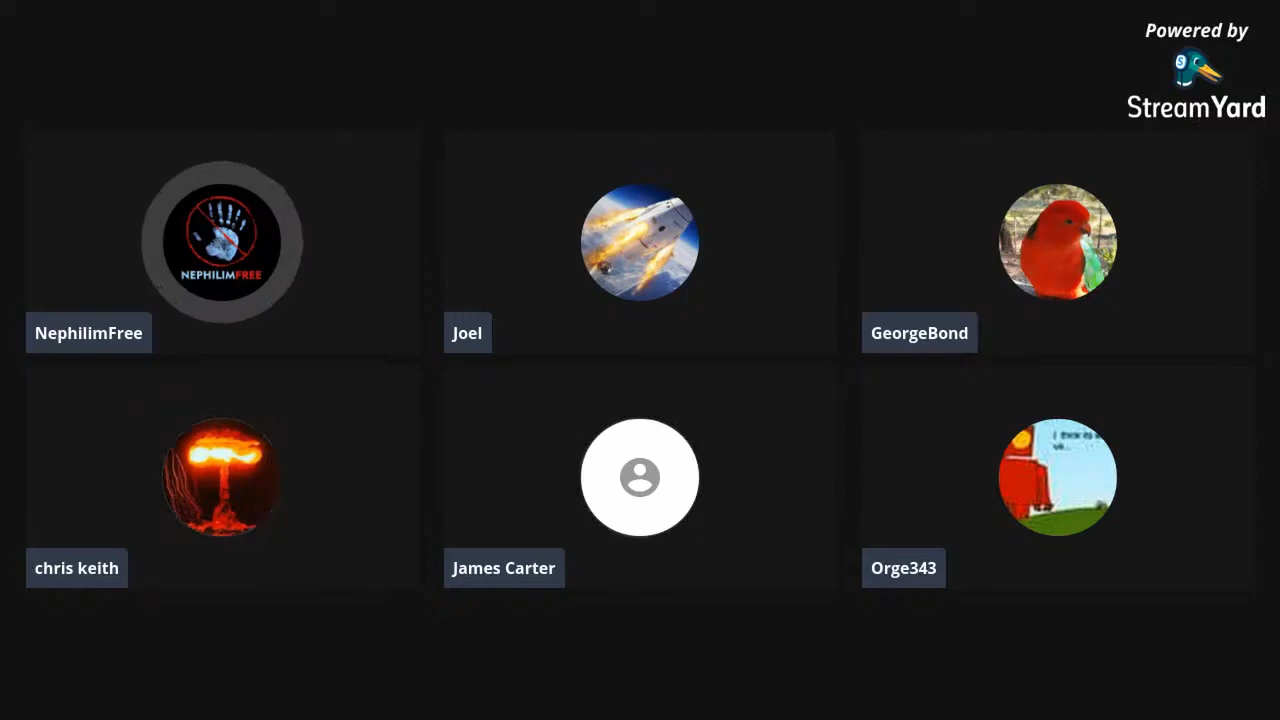 Powered by
StreamYard
NEPHILIMFREE
NephilimFree
Joel
GeorgeBond
chris keith
James Carter
Orge343